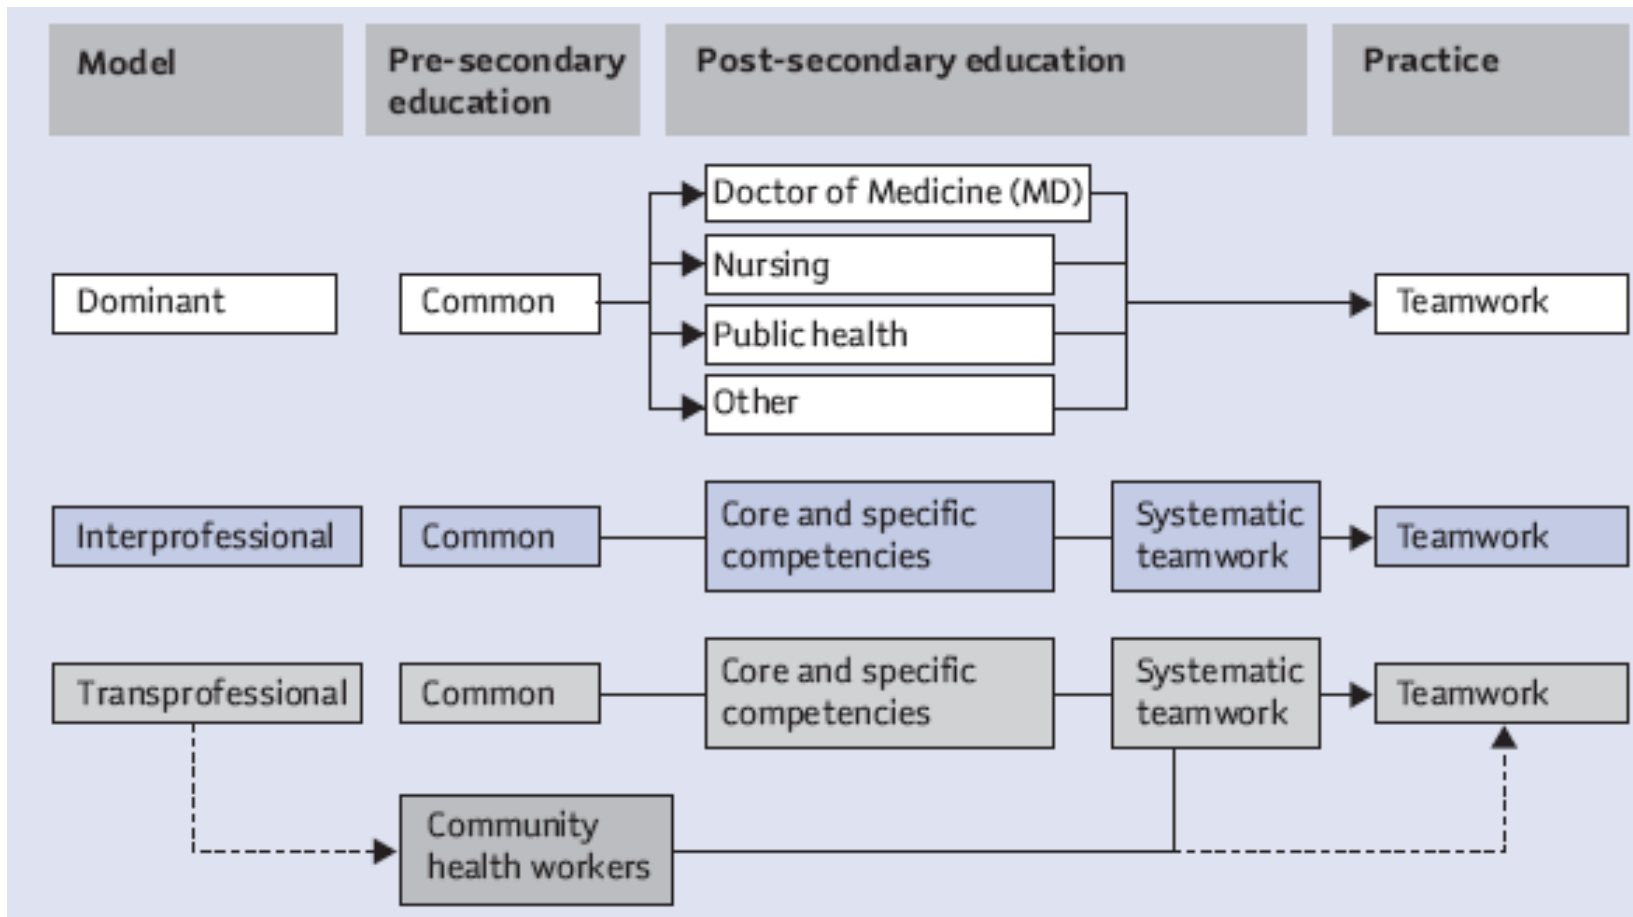 Model
Pre-secondary
education
Post-secondary education
Practice
Dominant
Common
Doctor of Medicine (MD)
Nursing
Public health
Other
Teamwork
Interprofessional
Common
Core and specific
competencies
Systematic
teamwork
Teamwork
Transprofessional
Common
Core and specific
competencies
Systematic
teamwork
Teamwork
Community
health workers